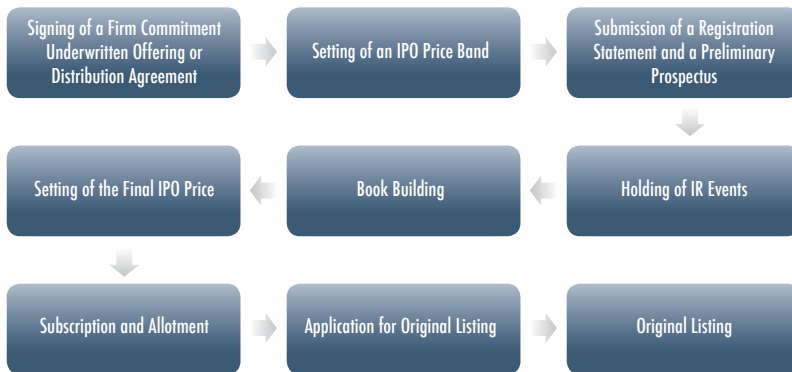 Signing of a Firm Commitment
Underwritten Offering or
Distribution Agreement
Setting of an IPO Price Band
Submission of a Registration
Statement and a Preliminary
Prospectus
Holding of IR Events
Book Building
Setting of the Final IPO Price
Subscription and Allotment
Application for Original Listing
Original Listing